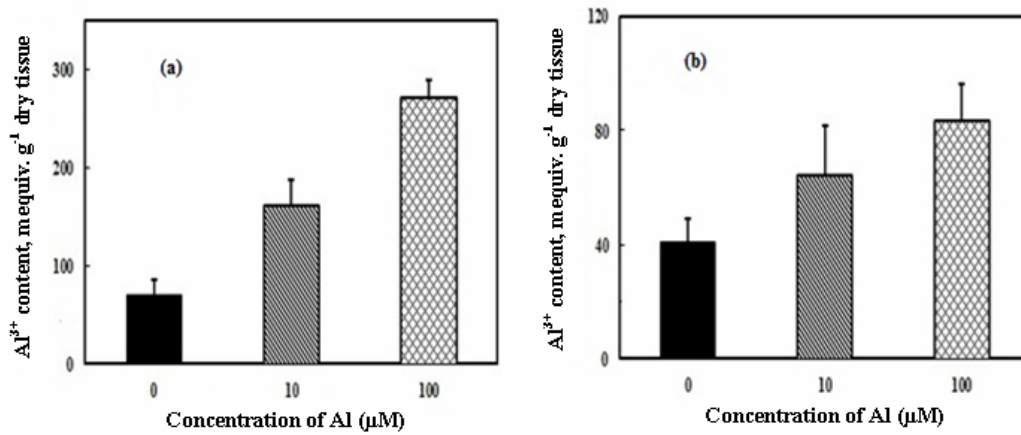 (a)
Al³⁺ content, mequiv. g⁻¹ dry tissue
300
200
100
0
0 10 100
Concentration of Al (µM)
(b)
Al³⁺ content, mequiv. g⁻¹ dry tissue
120
80
40
0
0 10 100
Concentration of Al (µM)